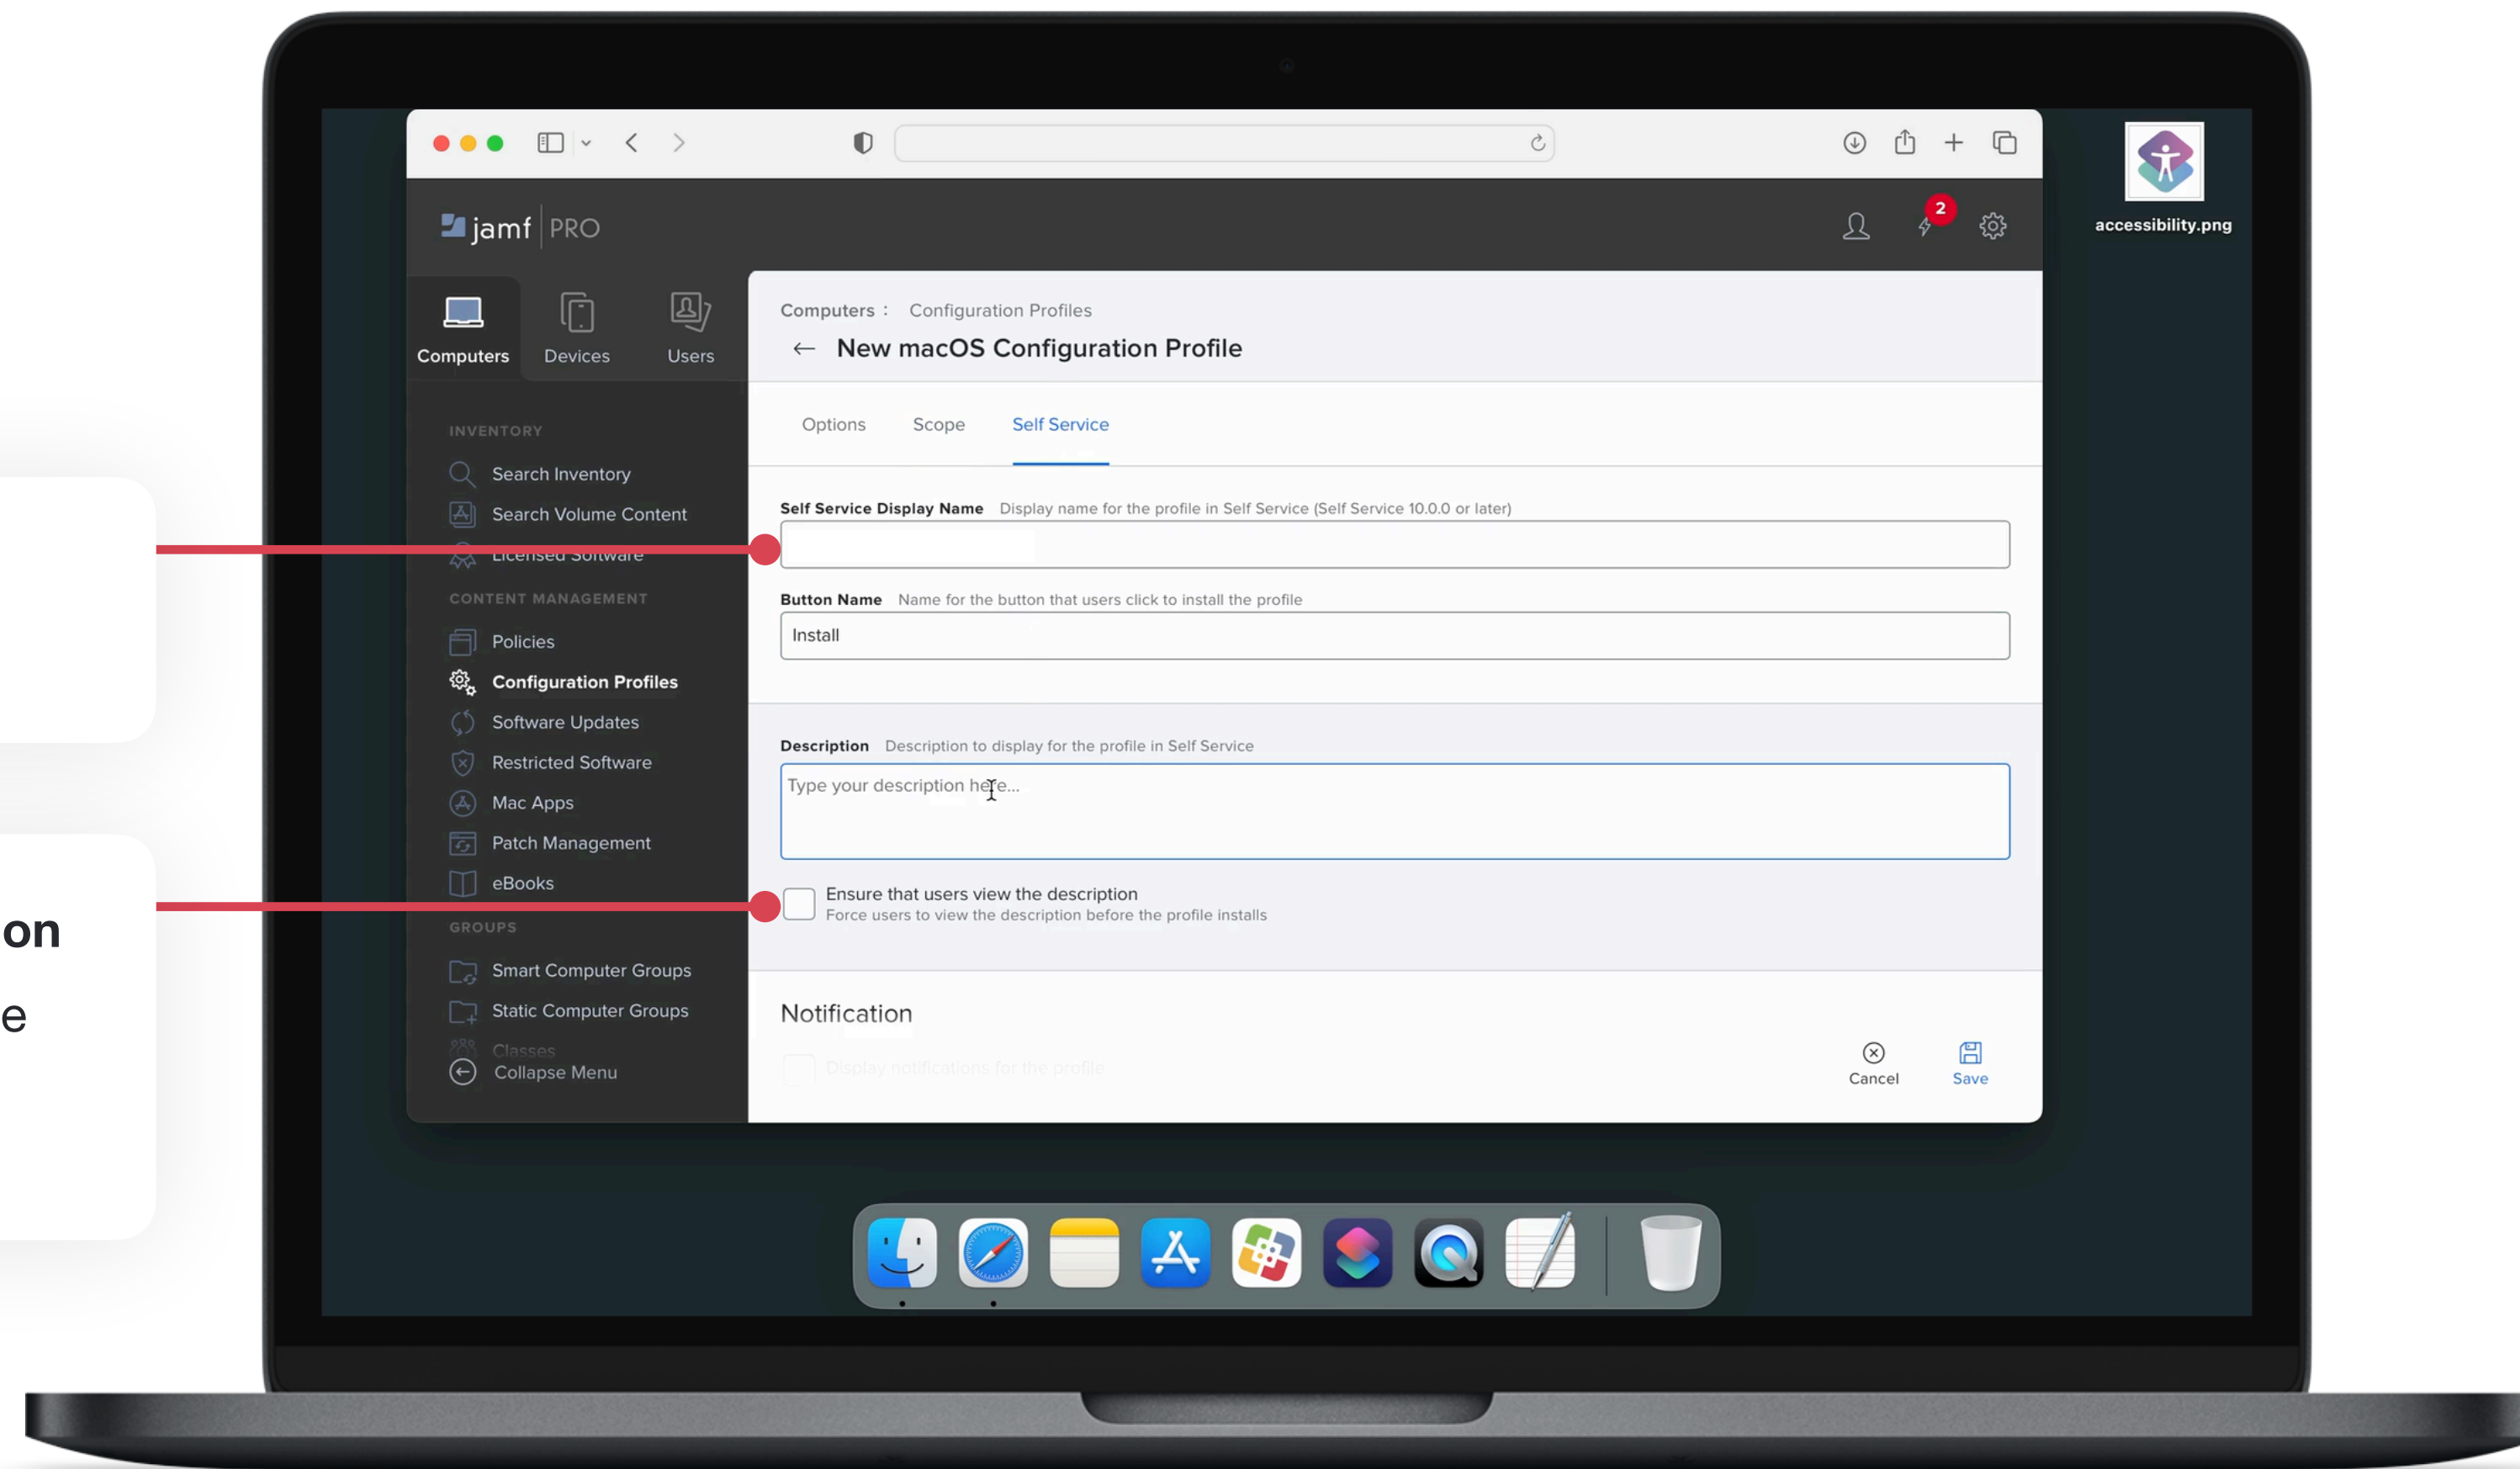 jamf PRO
2
accessibility.png
Computers
Devices
Users
Computers : Configuration Profiles
← New macOS Configuration Profile
INVENTORY
Search Inventory
Search Volume Content
Licensed Software
CONTENT MANAGEMENT
Policies
Configuration Profiles
Software Updates
Restricted Software
Mac Apps
Patch Management
eBooks
GROUPS
Smart Computer Groups
Static Computer Groups
Classes
Collapse Menu
Options Scope Self Service
Self Service Display Name Display name for the profile in Self Service (Self Service 10.0.0 or later)
Button Name Name for the button that users click to install the profile
Install
Description Description to display for the profile in Self Service
Type your description here...
Ensure that users view the description
Force users to view the description before the profile installs
Notification
Display notifications for the profile
Cancel
Save
on
e